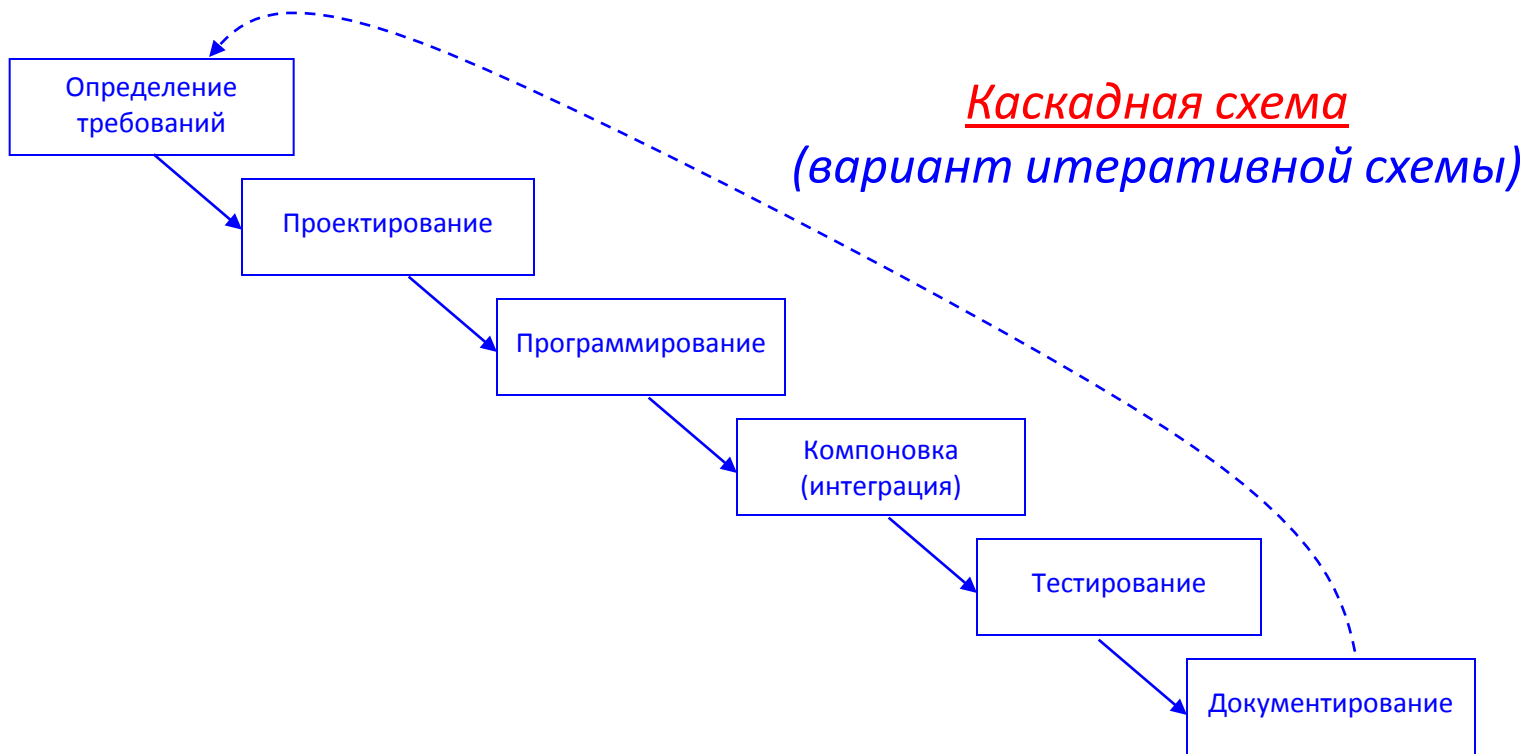 Определение
требований
Каскадная схема
(вариант итеративной схемы)
Проектирование
Программирование
Компоновка
(интеграция)
Тестирование
Документирование